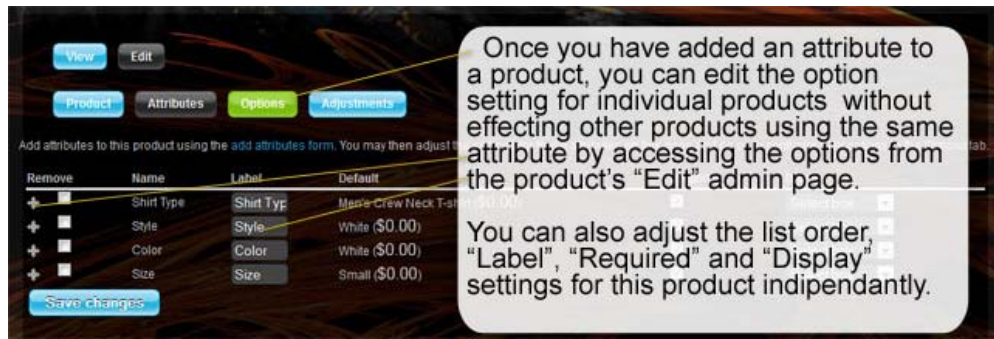 View Edit
Once you have added an attribute to
a product, you can edit the option
setting for individual products without
effecting other products using the same
attribute by accessing the options from
the product's “Edit” admin page.
You can also adjust the list order,
“Label”, “Required” and “Display”
settings for this product indipendantly.
Product Attributes Options Adjustments
Add attributes to this product using the add attributes form. You may then adjust tab.
Remove Name Label Default
Shirt Type Shirt Typ Men's Crew Neck T-
Style Style White ($0.00)
Color Color White ($0.00)
Size Size Small ($0.00)
Save changes